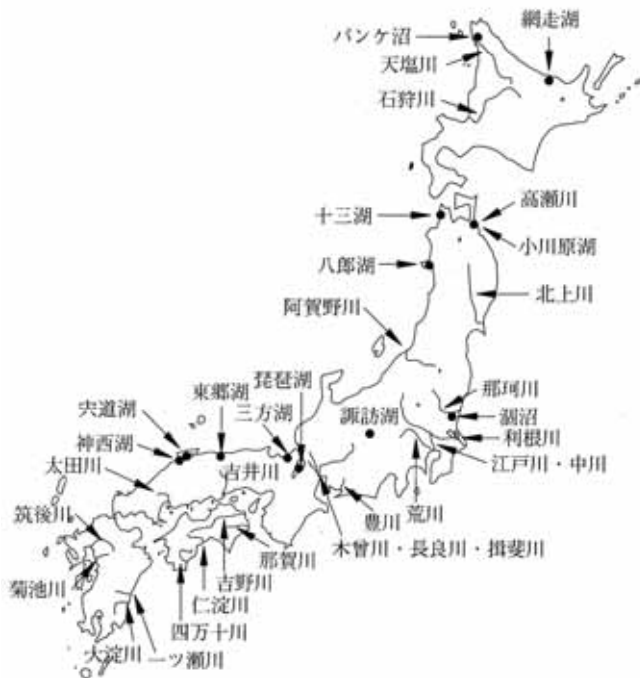 網走湖
パンケ沼
天塩川
石狩川
高瀬川
十三湖
小川原湖
八郎湖
北上川
阿賀野川
那珂川
涸沼
利根川
江戸川・中川
荒川
諏訪湖
琵琶湖
東郷湖
三方湖
宍道湖
神西湖
吉井川
太田川
豊川
木曾川・長良川・揖斐川
那賀川
吉野川
仁淀川
四万十川
筑後川
菊池川
大淀川
一ツ瀬川